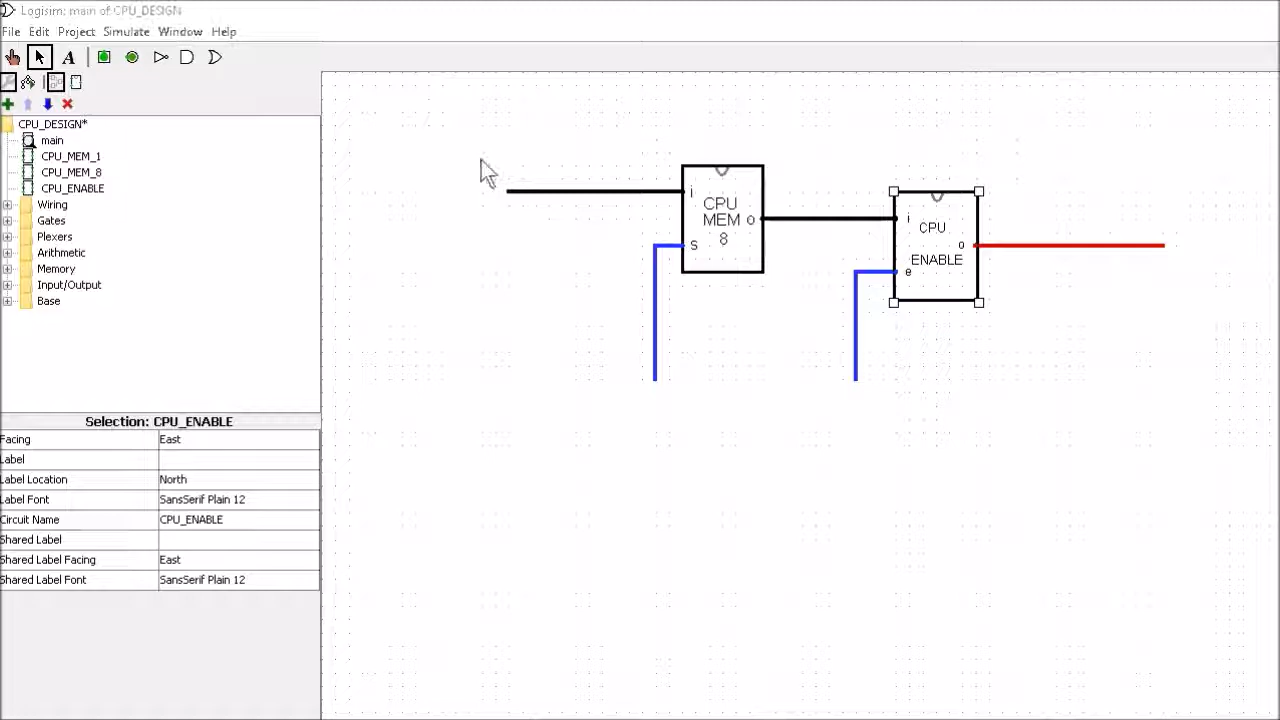 Logisim: main of CPU_DESIGN
File Edit Project Simulate Window Help
A
CPU_DESIGN*
main
CPU_MEM_1
CPU_MEM_8
CPU_ENABLE
Wiring
Gates
Plexers
Arithmetic
Memory
Input/Output
Base
Selection: CPU_ENABLE
Facing East
Label
Label Location North
Label Font SansSerif Plain 12
Circuit Name CPU_ENABLE
Shared Label
Shared Label Facing East
Shared Label Font SansSerif Plain 12
i
CPU
MEM o
8
s
i
CPU
o
ENABLE
e